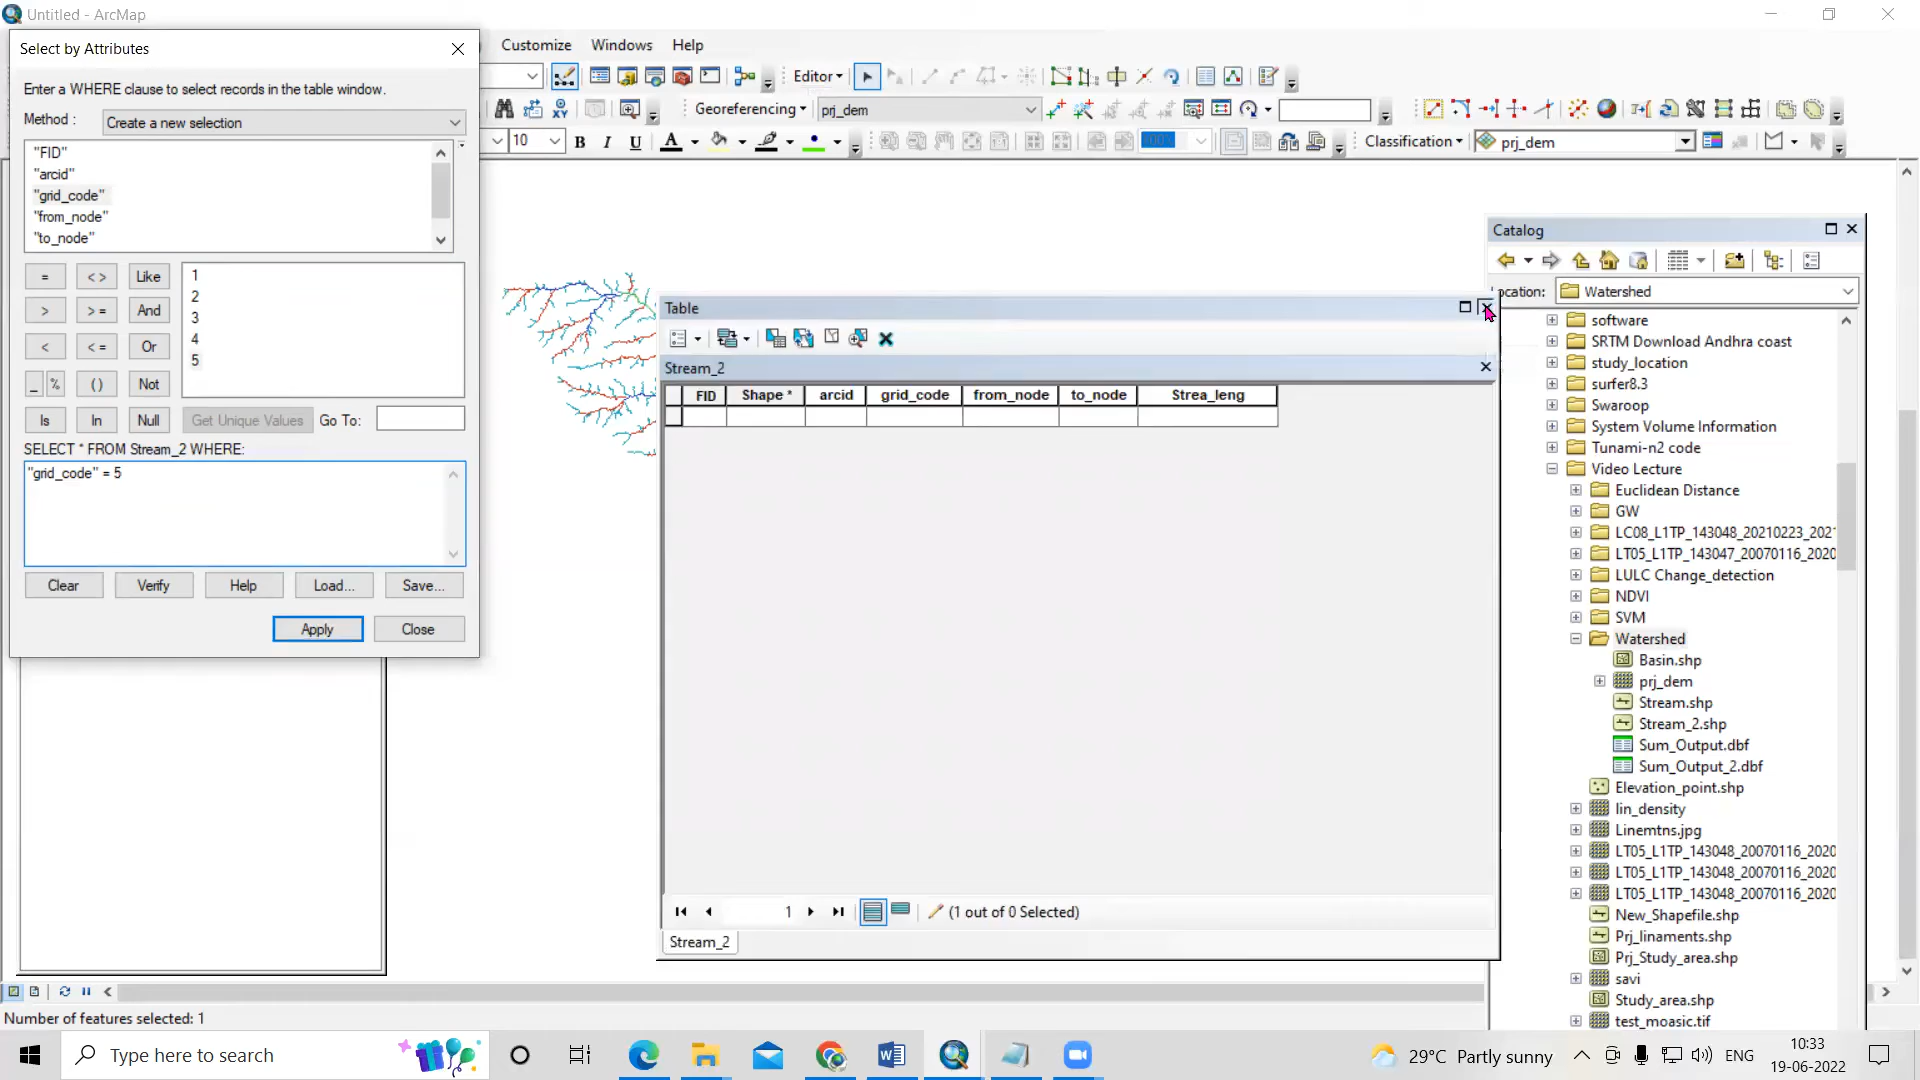 Untitled - ArcMap
Select by Attributes
Customize Windows Help
Enter a WHERE clause to select records in the table window.
Method : Create a new selection
Editor
Georeferencing prj_dem
10 B I U A
Classification prj_dem
"FID"
"arcid"
"grid_code"
"from_node"
"to_node"
= < > Like
> > = And
< < = Or
_ % ( ) Not
Is In Null
1
2
3
4
5
Get Unique Values Go To:
SELECT * FROM Stream_2 WHERE:
"grid_code" = 5
Clear Verify Help Load... Save...
Apply Close
Table
Stream_2
FID Shape * arcid grid_code from_node to_node Strea_leng
1 (1 out of 0 Selected)
Stream_2
Catalog
ocation: Watershed
software
SRTM Download Andhra coast
study_location
surfer8.3
Swaroop
System Volume Information
Tunami-n2 code
Video Lecture
Euclidean Distance
GW
LC08_L1TP_143048_20210223_202
LT05_L1TP_143047_20070116_2020
LULC Change_detection
NDVI
SVM
Watershed
Basin.shp
prj_dem
Stream.shp
Stream_2.shp
Sum_Output.dbf
Sum_Output_2.dbf
Elevation_point.shp
lin_density
Linemtns.jpg
LT05_L1TP_143048_20070116_2020
LT05_L1TP_143048_20070116_2020
LT05_L1TP_143048_20070116_2020
New_Shapefile.shp
Prj_linaments.shp
Prj_Study_area.shp
savi
Study_area.shp
test_moasic.tif
Number of features selected: 1
Type here to search
29°C Partly sunny
ENG
10:33
19-06-2022